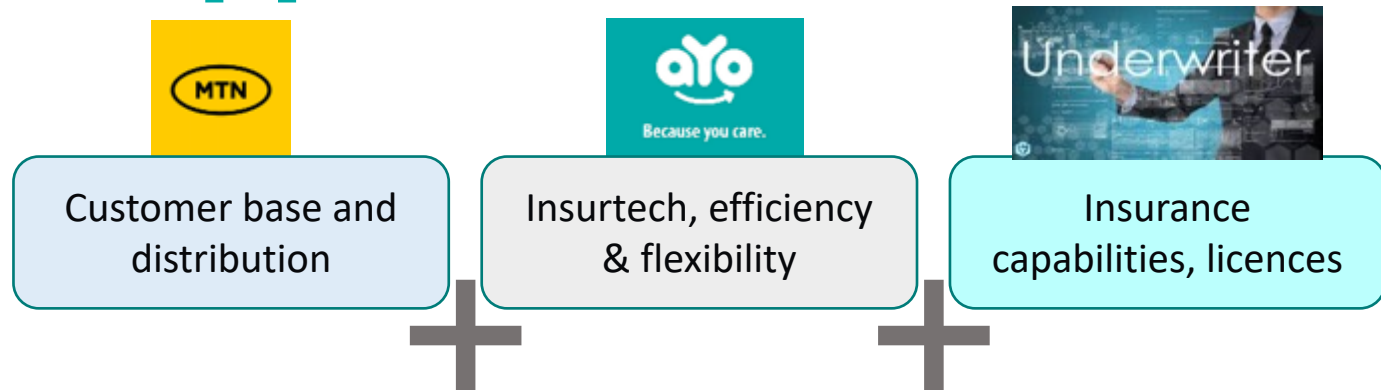 MTN
aYo
Because you care.
Underwriter
Customer base and
distribution
Insurtech, efficiency
& flexibility
Insurance
capabilities, licences